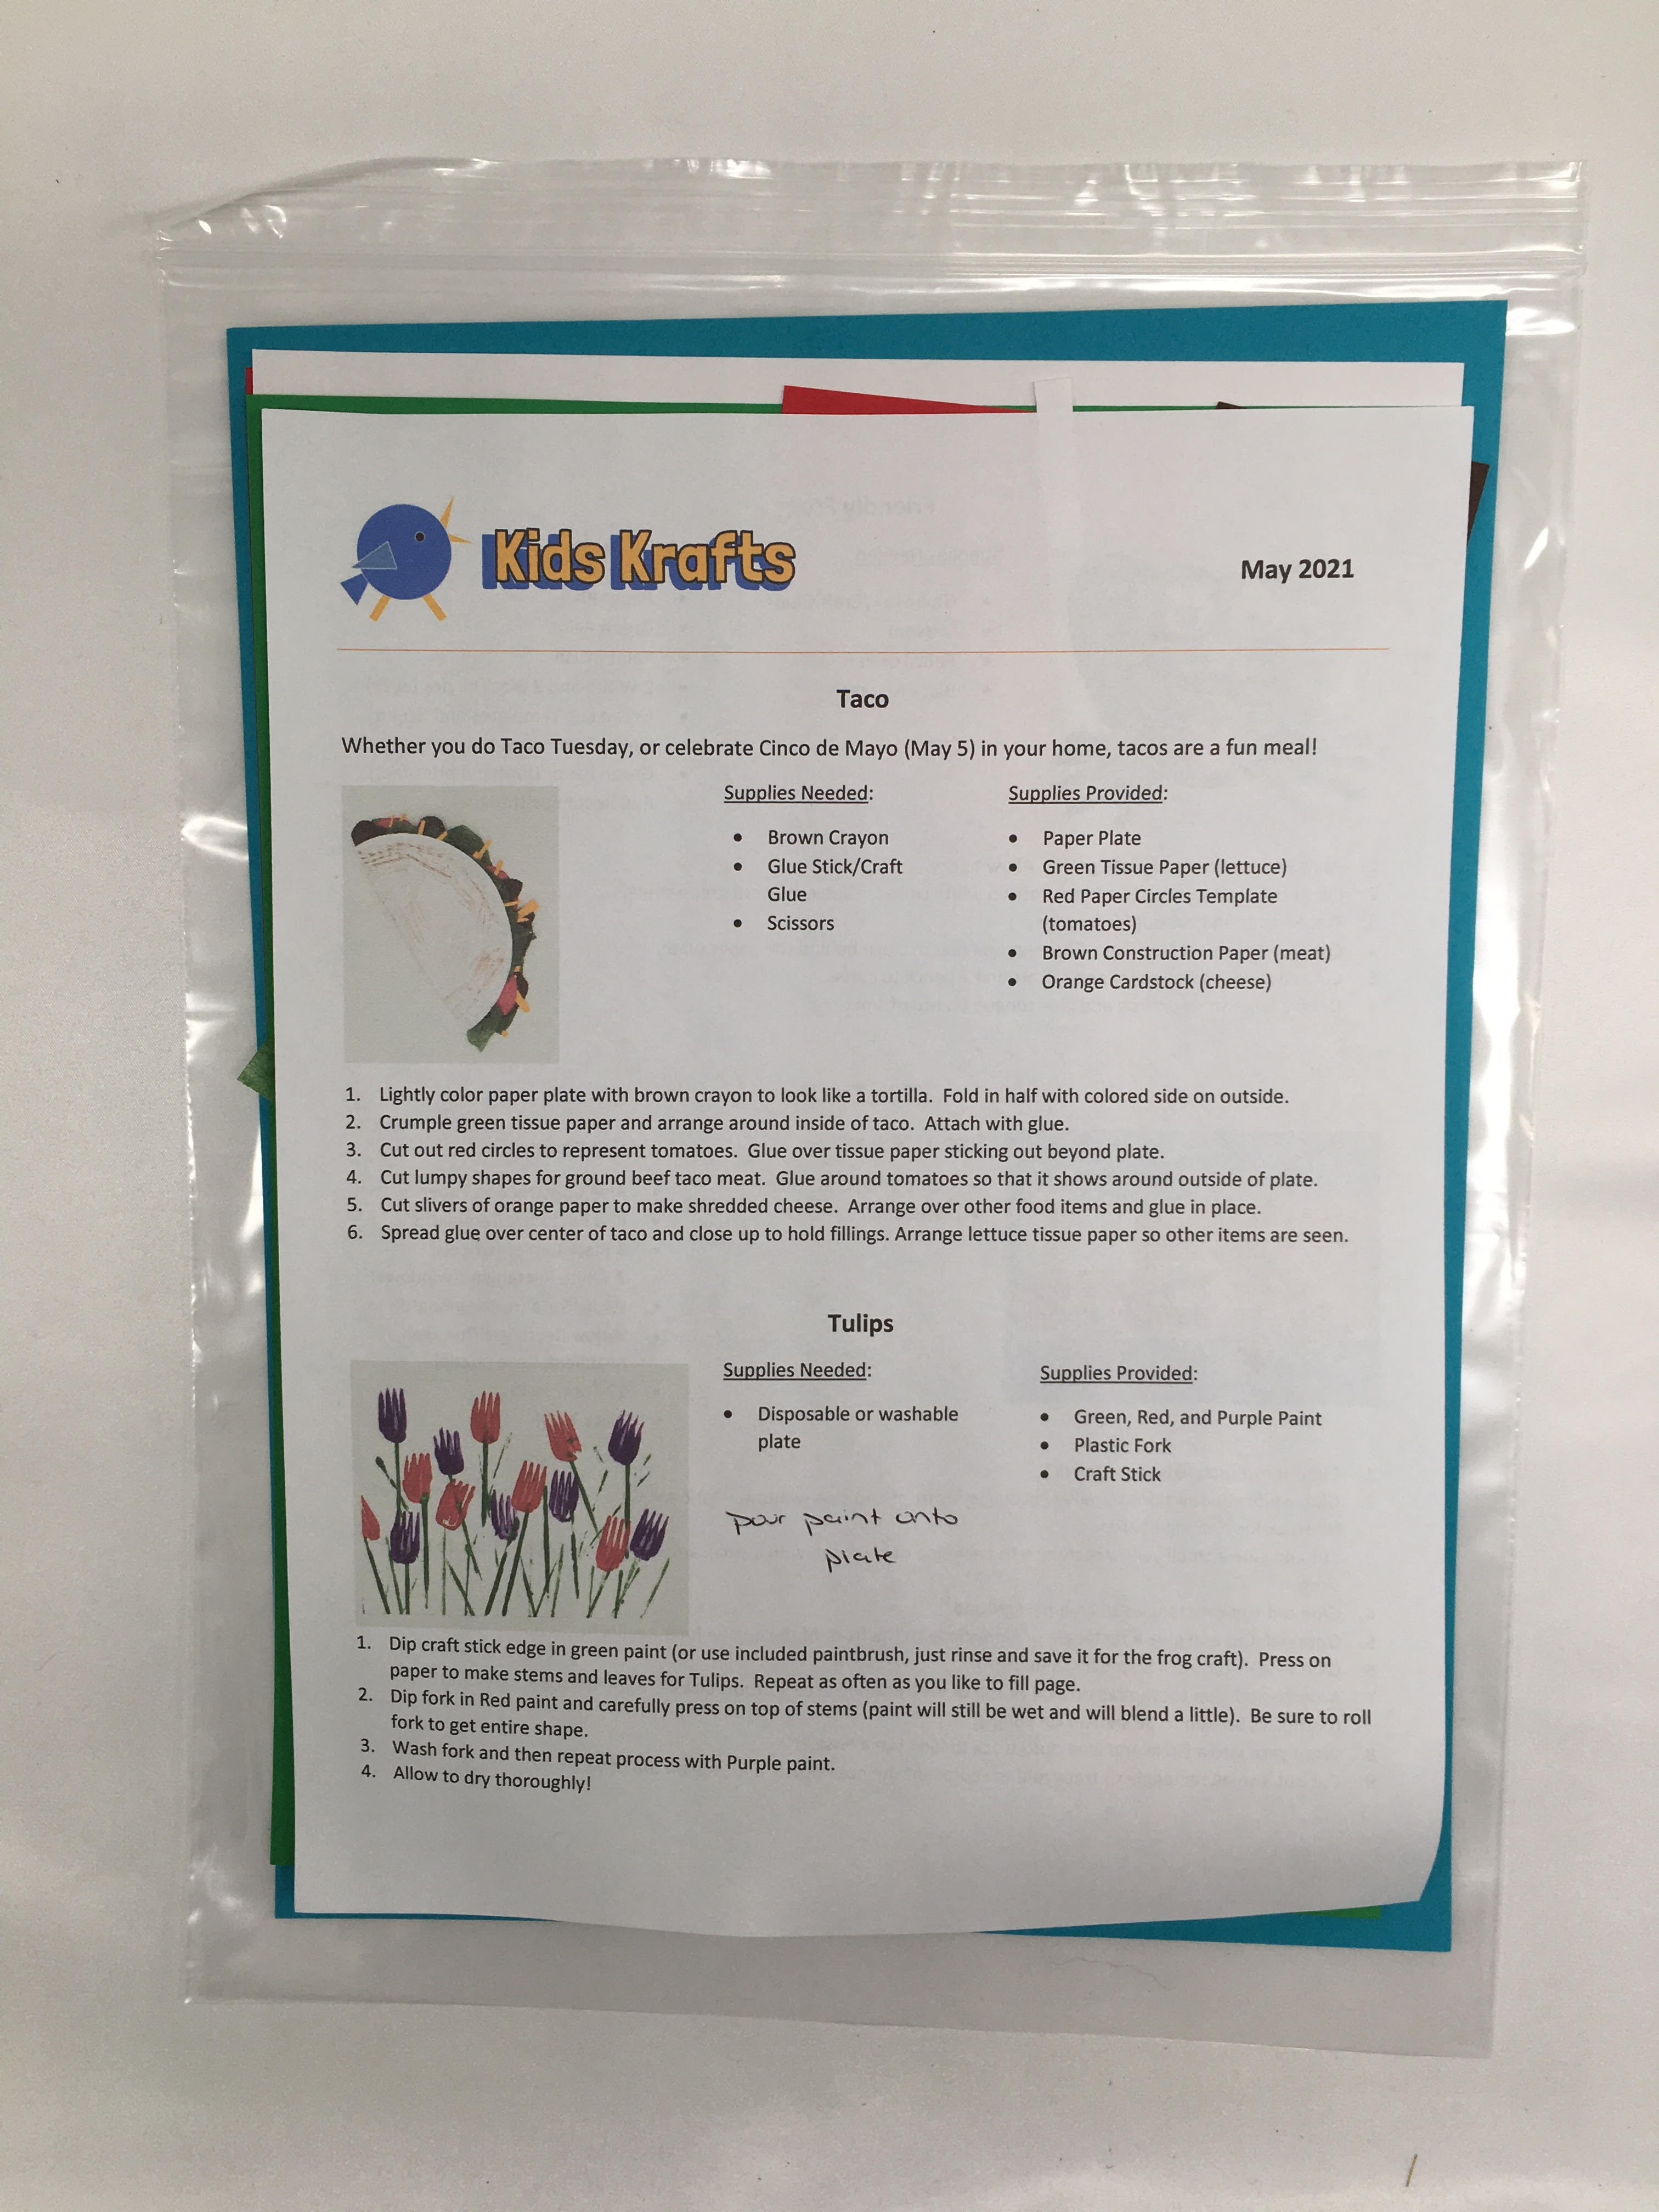 Kids Krafts
May 2021
Taco
Whether you do Taco Tuesday, or celebrate Cinco de Mayo (May 5) in your home, tacos are a fun meal!
Supplies Needed:
• Brown Crayon
• Glue Stick/Craft
Glue
• Scissors
Supplies Provided:
• Paper Plate
• Green Tissue Paper (lettuce)
• Red Paper Circles Template
(tomatoes)
• Brown Construction Paper (meat)
• Orange Cardstock (cheese)
1. Lightly color paper plate with brown crayon to look like a tortilla. Fold in half with colored side on outside.
2. Crumple green tissue paper and arrange around inside of taco. Attach with glue.
3. Cut out red circles to represent tomatoes. Glue over tissue paper sticking out beyond plate.
4. Cut lumpy shapes for ground beef taco meat. Glue around tomatoes so that it shows around outside of plate.
5. Cut slivers of orange paper to make shredded cheese. Arrange over other food items and glue in place.
6. Spread glue over center of taco and close up to hold fillings. Arrange lettuce tissue paper so other items are seen.
Tulips
Supplies Needed:
• Disposable or washable
plate
pour paint onto
plate
Supplies Provided:
• Green, Red, and Purple Paint
• Plastic Fork
• Craft Stick
1. Dip craft stick edge in green paint (or use included paintbrush, just rinse and save it for the frog craft). Press on
paper to make stems and leaves for Tulips. Repeat as often as you like to fill page.
2. Dip fork in Red paint and carefully press on top of stems (paint will still be wet and will blend a little). Be sure to roll
fork to get entire shape.
3. Wash fork and then repeat process with Purple paint.
4. Allow to dry thoroughly!